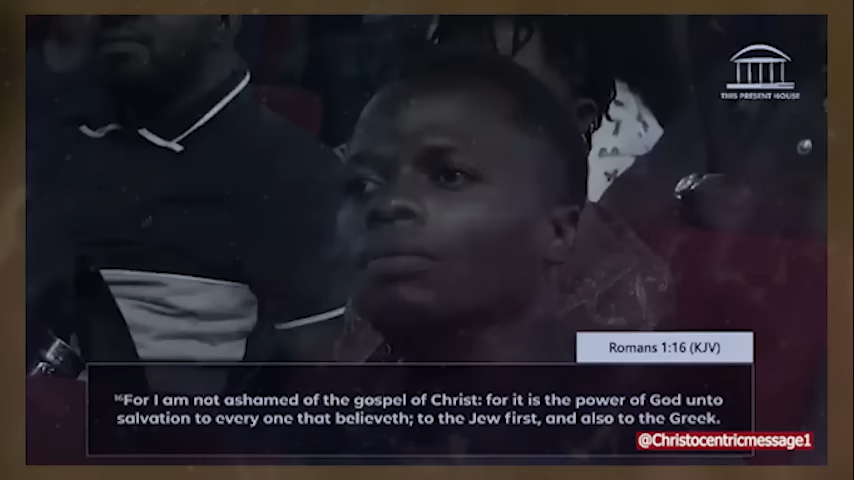 THIS PRESENT HOUSE
Romans 1:16 (KJV)
¹⁶For I am not ashamed of the gospel of Christ: for it is the power of God unto
salvation to every one that believeth; to the Jew first, and also to the Greek.
@Christocentricmessage1